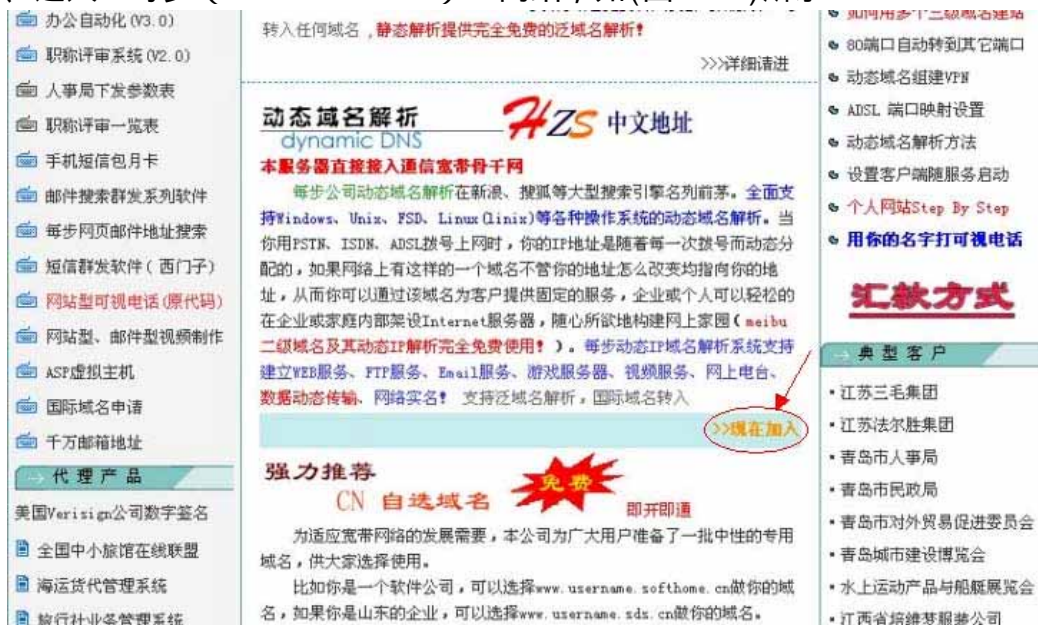 办公自动化(V3.0)
职称评审系统(V2.0)
人事局下发参数表
职称评审一览表
手机短信包月卡
邮件搜索群发系列软件
每步网页邮件地址搜索
短信群发软件(西门子)
网站型可视电话(原代码)
网站型、邮件型视频制作
ASP虚拟主机
国际域名申请
千万邮箱地址
代理产品
美国Verisign公司数字签名
全国中小旅馆在线联盟
海运货代管理系统
旅行社业务管理系统
转入任何域名,静态解析提供完全免费的泛域名解析!
>>>详细请进
动态域名解析
dynamic DNS
HZS 中文地址
本服务器直接接入通信宽带骨干网
每步公司动态域名解析在新浪、搜狐等大型搜索引擎名列前茅。全面支
持Windows、Unix、FSD、Linux(linix)等各种操作系统的动态域名解析。当
你用PSTN、ISDN、ADSL拨号上网时,你的IP地址是随着每一次拨号而动态分
配的,如果网络上有这样的一个域名不管你的地址怎么改变均指向你的地
址,从而你可以通过该域名为客户提供固定的服务,企业或个人可以轻松的
在企业或家庭内部架设Internet服务器,随心所欲地构建网上家园(meibu
二级域名及其动态IP解析完全免费使用!)。每步动态IP域名解析系统支持
建立WEB服务、FTP服务、Email服务、游戏服务器、视频服务、网上电台、
数据动态传输、网络实名! 支持泛域名解析,国际域名转入
>>现在加入
强力推荐
CN 自选域名
免费
即开即通
为适应宽带网络的发展需要,本公司为广大用户准备了一批中性的专用
域名,供大家选择使用。
比如你是一个软件公司,可以选择www.username.softhome.cn做你的域
名,如果你是山东的企业,可以选择www.username.sds.cn做你的域名。
如何用多个三级域名建站
80端口自动转到其它端口
动态域名组建VPN
ADSL 端口映射设置
动态域名解析方法
设置客户端随服务启动
个人网站Step By Step
用你的名字打可视电话
汇款方式
典型客户
江苏三毛集团
江苏法尔胜集团
青岛市人事局
青岛市民政局
青岛市对外贸易促进委员会
青岛城市建设博览会
水上运动产品与船艇展览会
江西省培维梦服装公司